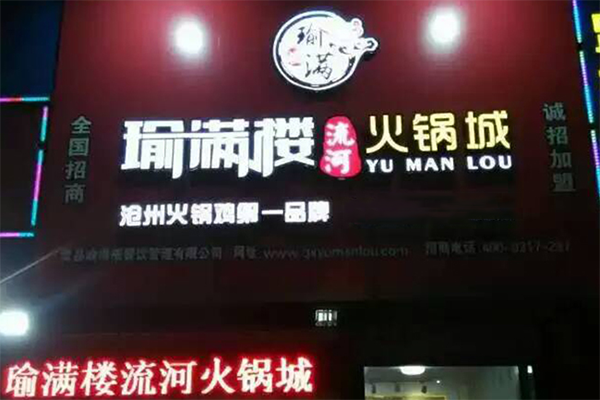 瑜
满
全国招商
瑜满楼 流河 火锅城
YU MAN LOU
诚招加盟
沧州火锅鸡第一品牌
瑜满楼流河火锅城